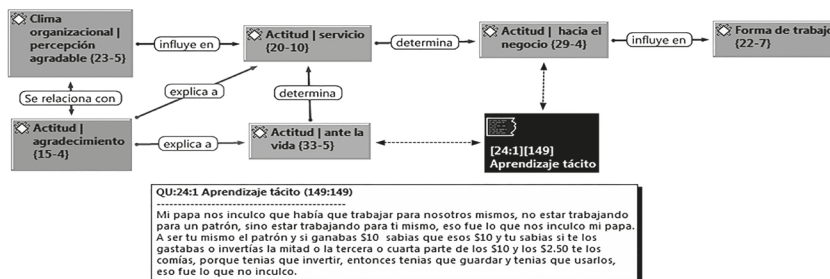 Clima
organizacional |
percepción
agradable {23-5}
influye en
Actitud | servicio
{20-10}
determina
Actitud | hacia el
negocio {29-4}
influye en
Forma de trabajo
{22-7}
Se relaciona con
explica a
determina
Actitud |
agradecimiento
{15-4}
explica a
Actitud | ante la
vida {33-5}
[24:1][149]
Aprendizaje tácito
QU:24:1 Aprendizaje tácito (149:149)
Mi papa nos inculco que había que trabajar para nosotros mismos, no estar trabajando
para un patrón, sino estar trabajando para ti mismo, eso fue lo que nos inculco mi papa.
A ser tu mismo el patrón y si ganabas $10 sabias que esos $10 y tu sabias si te los
gastabas o invertías la mitad o la tercera o cuarta parte de los $10 y los $2.50 te los
comías, porque tenias que invertir, entonces tenias que guardar y tenias que usarlos,
eso fue lo que no inculco.